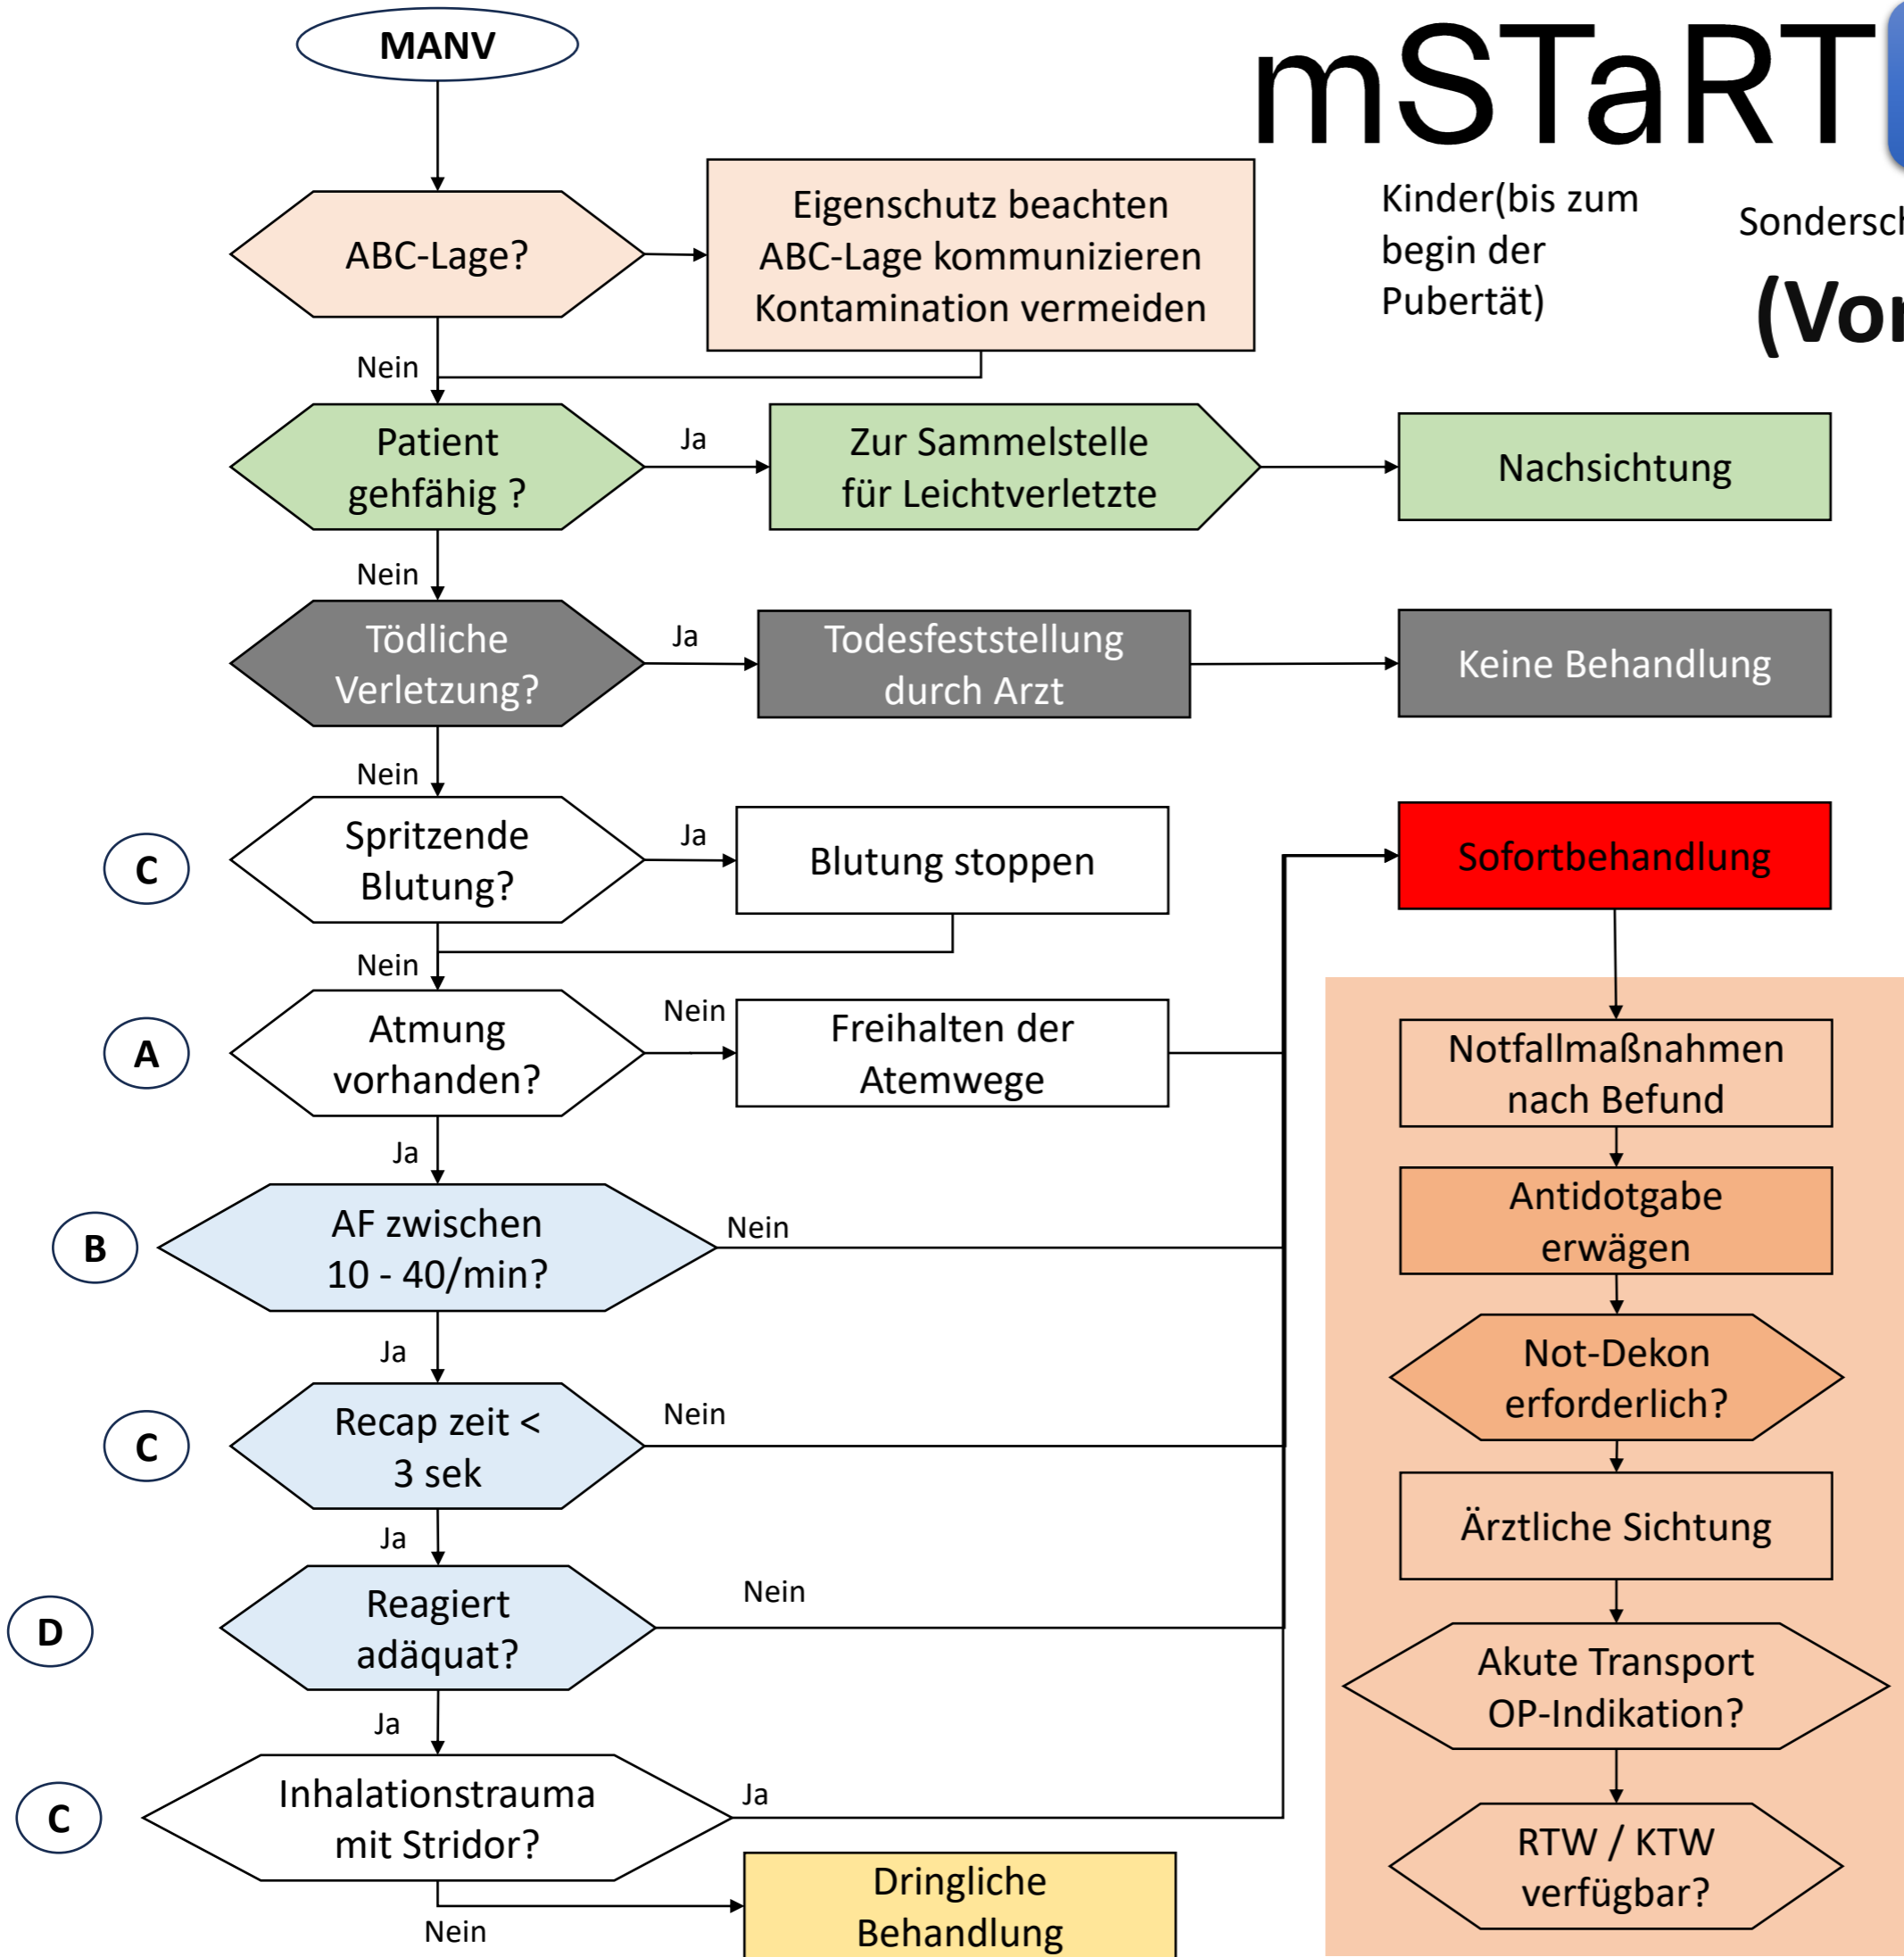 MANV
mSTaRT
Kinder(bis zum
begin der
Pubertät)
ABC-Lage?
Eigenschutz beachten
ABC-Lage kommunizieren
Kontamination vermeiden
Nein
Patient
gehfähig ?
Ja
Zur Sammelstelle
für Leichtverletzte
Nachsichtung
Nein
Tödliche
Verletzung?
Ja
Todesfeststellung
durch Arzt
Keine Behandlung
Nein
C
Spritzende
Blutung?
Ja
Blutung stoppen
Sofortbehandlung
Nein
A
Atmung
vorhanden?
Nein
Freihalten der
Atemwege
Notfallmaßnahmen
nach Befund
Ja
B
AF zwischen
10 - 40/min?
Nein
Antidotgabe
erwägen
Ja
Not-Dekon
erforderlich?
C
Recap zeit <
3 sek
Nein
Ärztliche Sichtung
Ja
D
Reagiert
adäquat?
Nein
Akute Transport
OP-Indikation?
Ja
C
Inhalationstrauma
mit Stridor?
Ja
RTW / KTW
verfügbar?
Nein
Dringliche
Behandlung